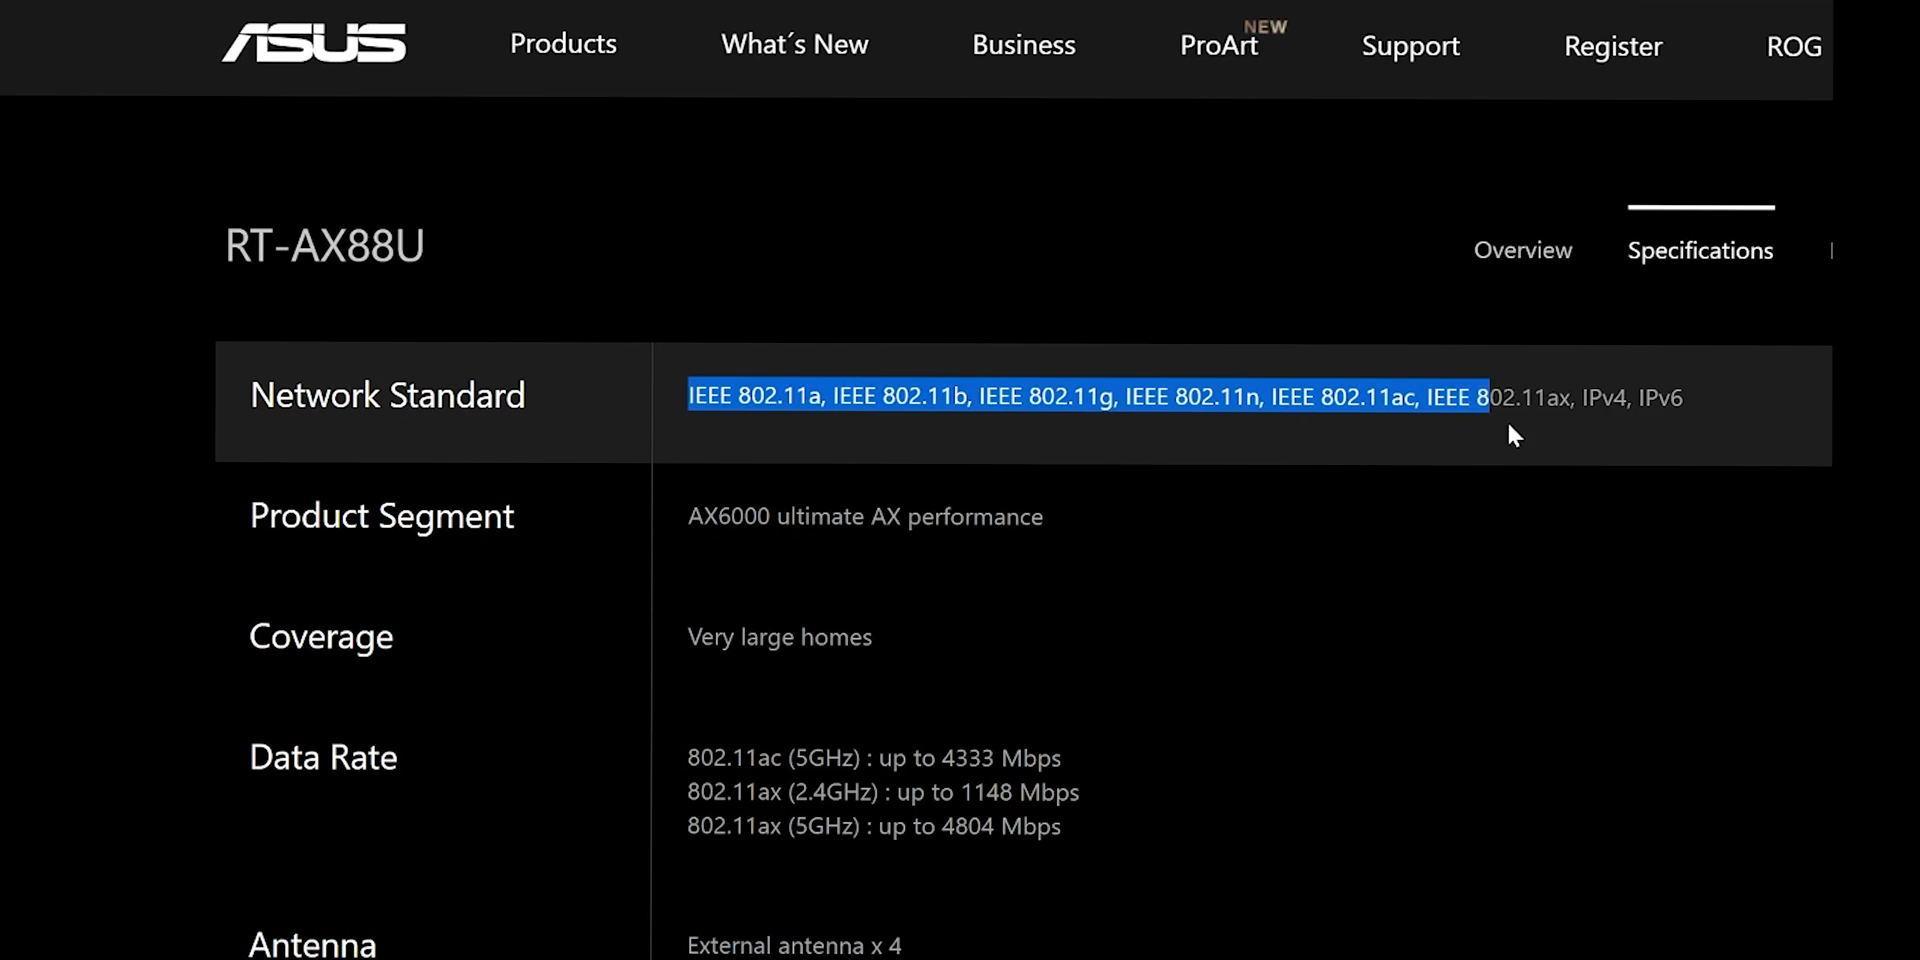 ASUS Products What´s New Business ProArt NEW Support Register ROG
RT-AX88U
Overview Specifications
Network Standard IEEE 802.11a, IEEE 802.11b, IEEE 802.11g, IEEE 802.11n, IEEE 802.11ac, IEEE 802.11ax, IPv4, IPv6
Product Segment AX6000 ultimate AX performance
Coverage Very large homes
Data Rate 802.11ac (5GHz) : up to 4333 Mbps
802.11ax (2.4GHz) : up to 1148 Mbps
802.11ax (5GHz) : up to 4804 Mbps
Antenna External antenna x 4